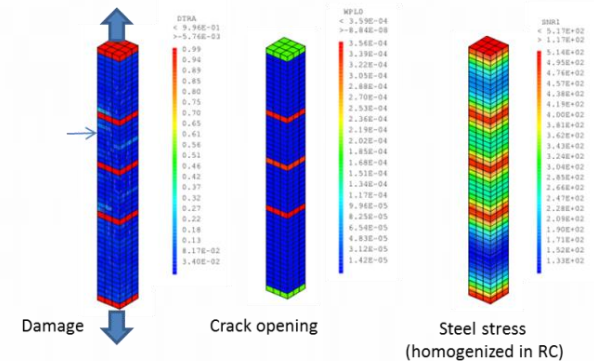 DTRA
< 9.96E-01
>-5.76E-03
0.99
0.94
0.89
0.85
0.80
0.75
0.70
0.65
0.61
0.56
0.51
0.46
0.42
0.37
0.32
0.27
0.22
0.18
0.13
8.17E-02
3.40E-02
Damage
WPL0
< 3.59E-04
>-8.84E-08
3.56E-04
3.39E-04
3.22E-04
3.05E-04
2.87E-04
2.70E-04
2.53E-04
2.36E-04
2.19E-04
2.02E-04
1.85E-04
1.68E-04
1.51E-04
1.34E-04
1.17E-04
9.96E-05
8.25E-05
6.54E-05
4.83E-05
3.12E-05
1.42E-05
Crack opening
SNR1
< 5.17E+02
> 1.17E+02
5.14E+02
4.95E+02
4.76E+02
4.57E+02
4.38E+02
4.19E+02
4.00E+02
3.81E+02
3.62E+02
3.43E+02
3.24E+02
3.04E+02
2.85E+02
2.66E+02
2.47E+02
2.28E+02
2.09E+02
1.90E+02
1.71E+02
1.52E+02
1.33E+02
Steel stress
(homogenized in RC)